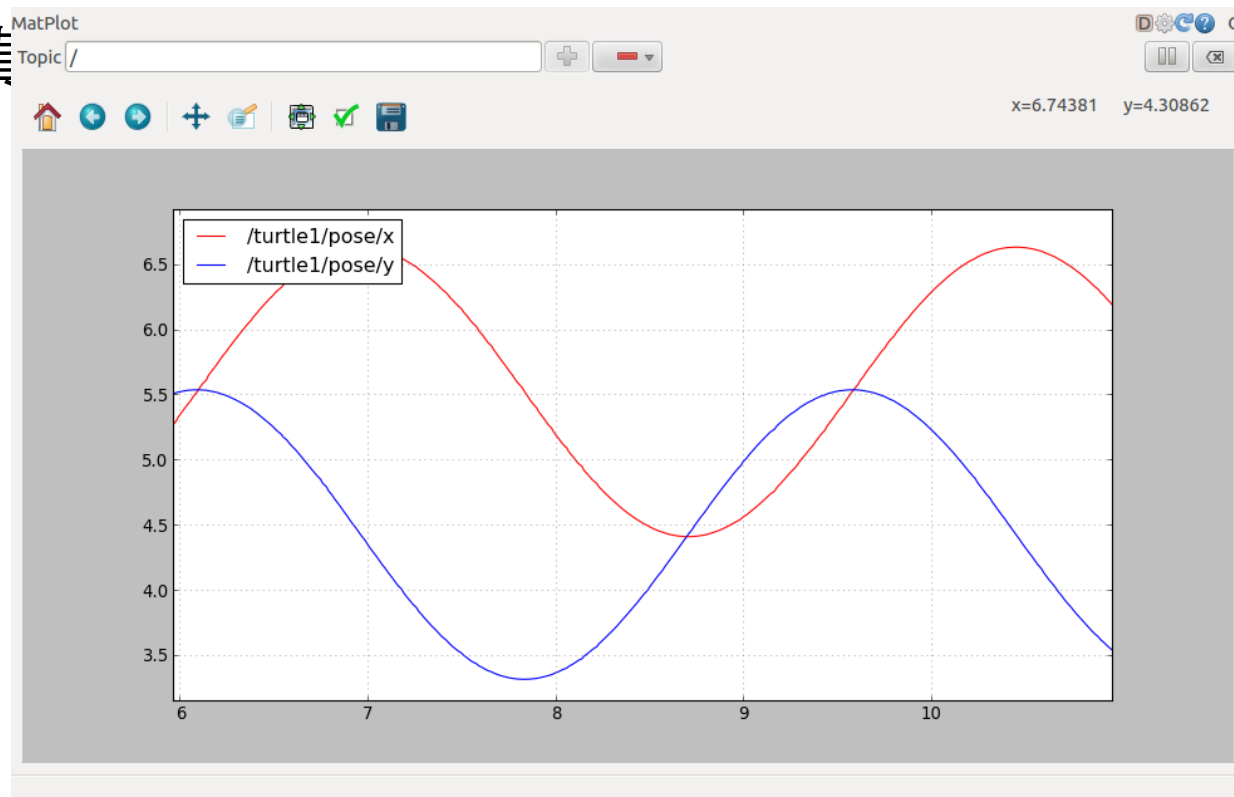 MatPlot
D
Topic /
x=6.74381 y=4.30862
/turtle1/pose/x
/turtle1/pose/y
6.5
6.0
5.5
5.0
4.5
4.0
3.5
6 7 8 9 10